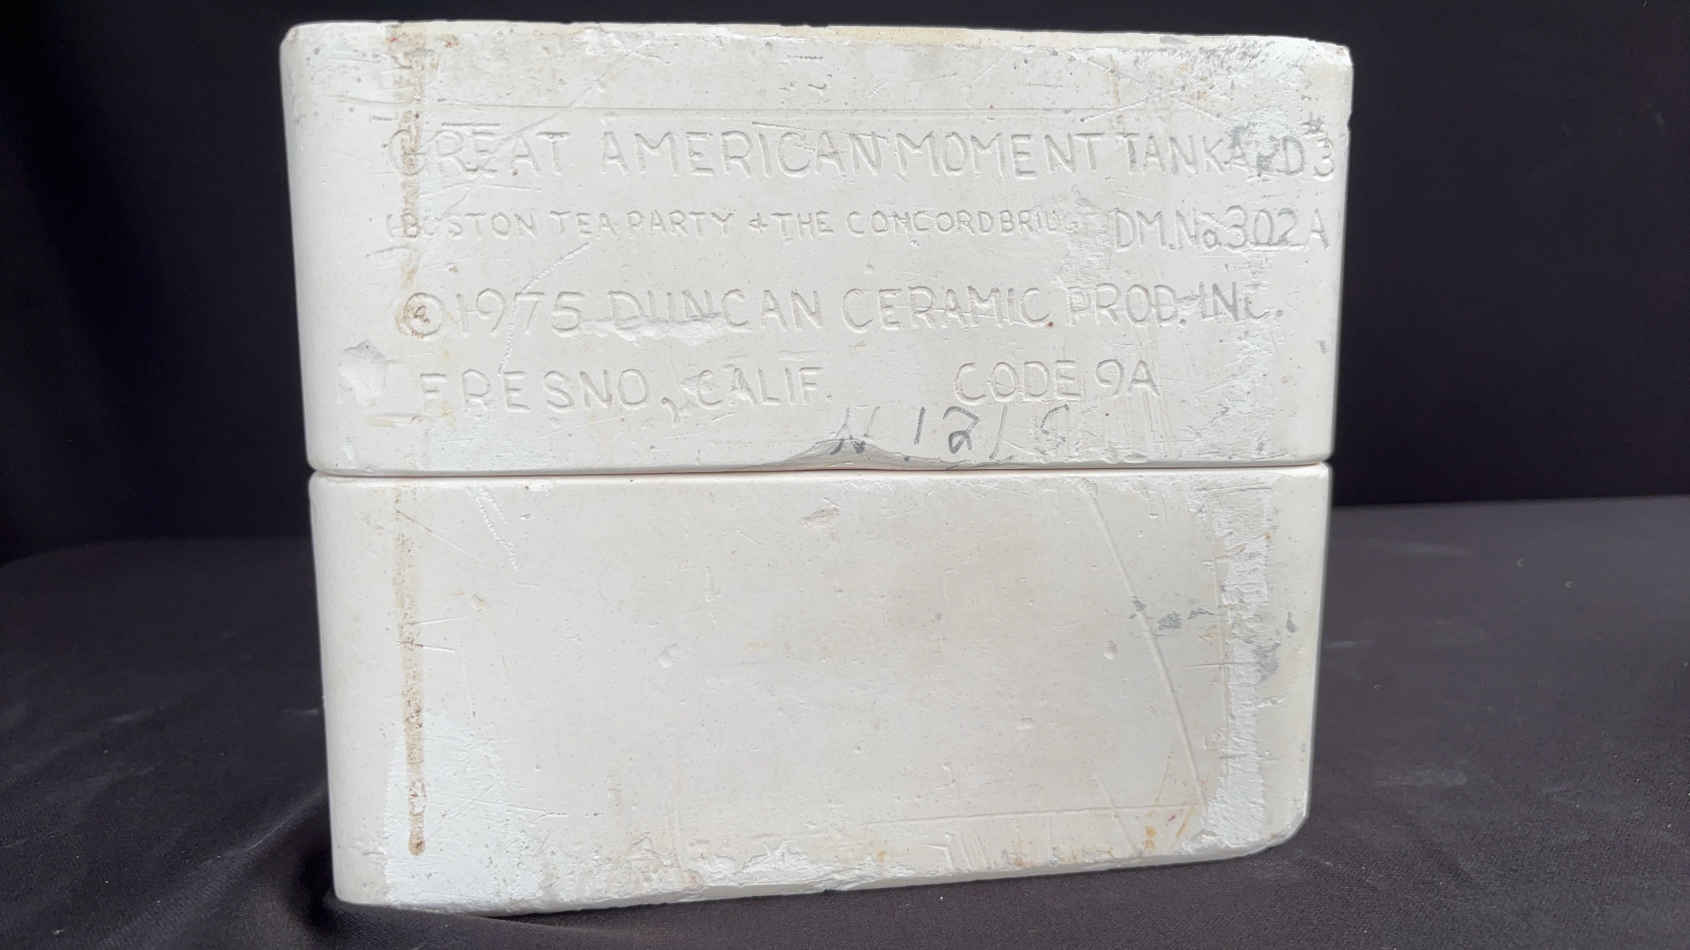 GREAT AMERICAN MOMENT TANKARD 3
BOSTON TEA PARTY & THE CONCORD BRIDGE DM. No 302A
© 1975 DUNCAN CERAMIC PROD. INC.
FRESNO, CALIF. CODE 9A